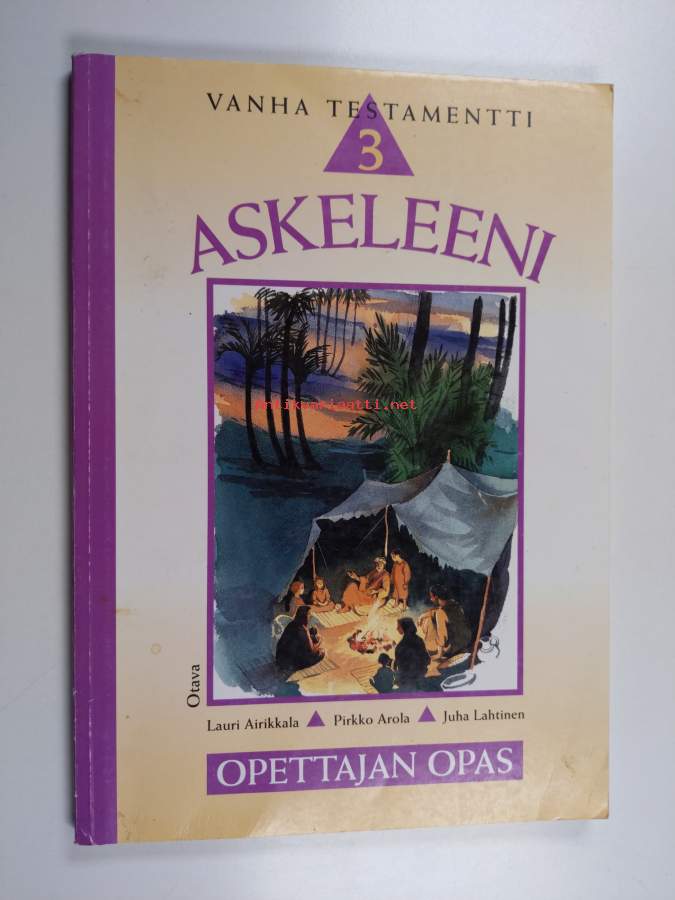 VANHA TESTAMENTTI
3
ASKELEENI
Antikvariaatti.net
Otava
Lauri Airikkala ▲ Pirkko Arola ▲ Juha Lahtinen
OPETTAJAN OPAS